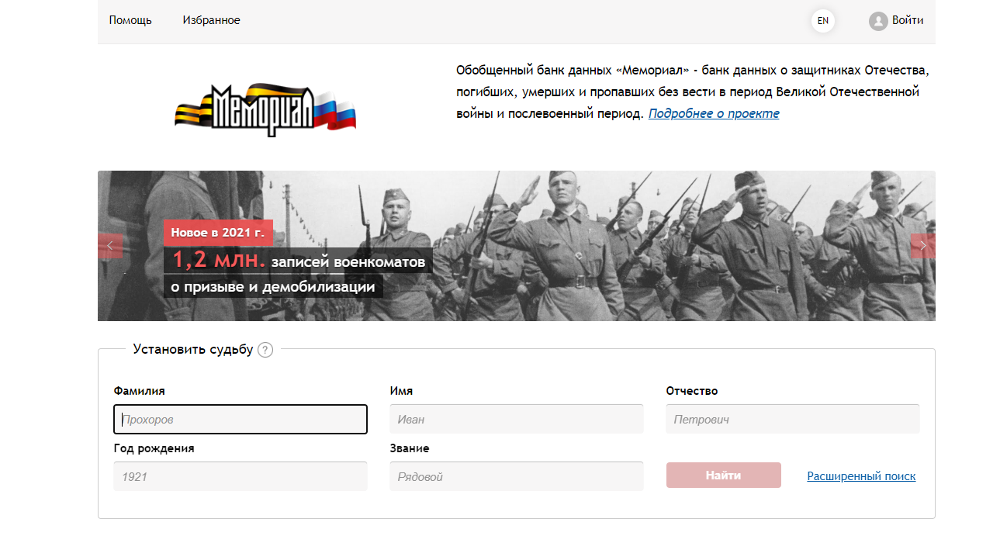 Помощь Избранное EN Войти
Мемориал
Обобщенный банк данных «Мемориал» - банк данных о защитниках Отечества,
погибших, умерших и пропавших без вести в период Великой Отечественной
войны и послевоенный период. Подробнее о проекте
Новое в 2021 г.
1,2 млн. записей военкоматов
о призыве и демобилизации
Установить судьбу ?
Фамилия Имя Отчество
Прохоров Иван Петрович
Год рождения Звание
1921 Рядовой Найти Расширенный поиск